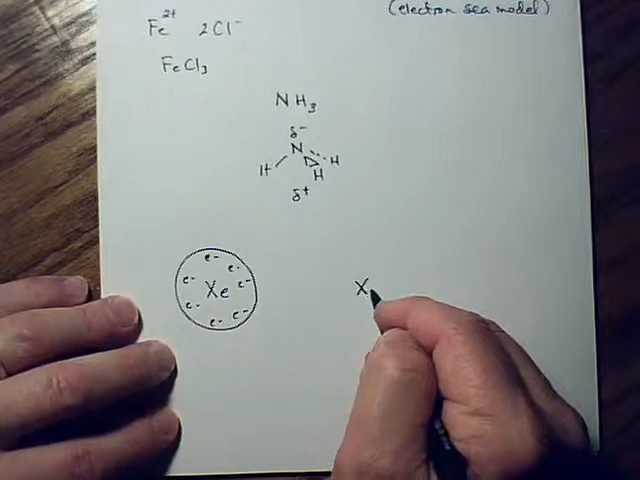 (electron sea model)
Fe²⁺ 2Cl⁻
FeCl₃
NH₃
δ⁻
N
H H
H
δ⁺
e- 
e- 
e- e-
Xe
e- e-
e-
X